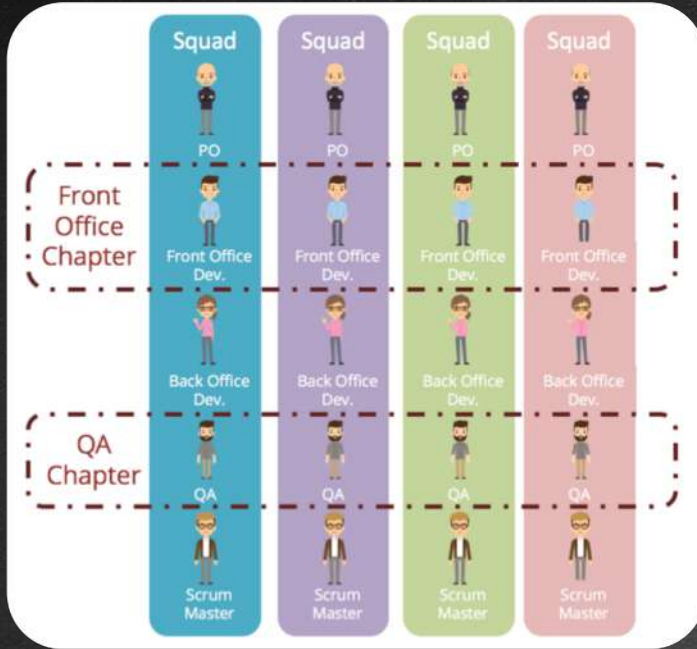 Squad Squad Squad Squad
PO PO PO PO
Front
Office
Chapter
Front Office Front Office Front Office Front Office
Dev. Dev. Dev. Dev.
Back Office Back Office Back Office Back Office
Dev. Dev. Dev. Dev.
QA
Chapter
QA QA QA QA
Scrum Scrum Scrum Scrum
Master Master Master Master